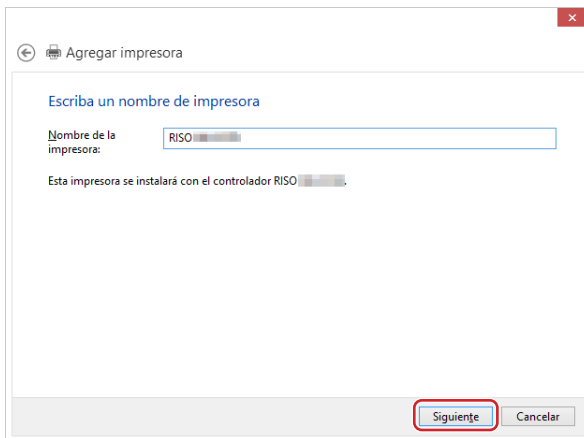 Agregar impresora
Escriba un nombre de impresora
Nombre de la
impresora:
RISO
Esta impresora se instalará con el controlador RISO .
Siguiente
Cancelar